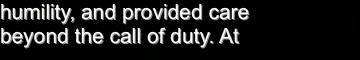 humility, and provided care
beyond the call of duty. At